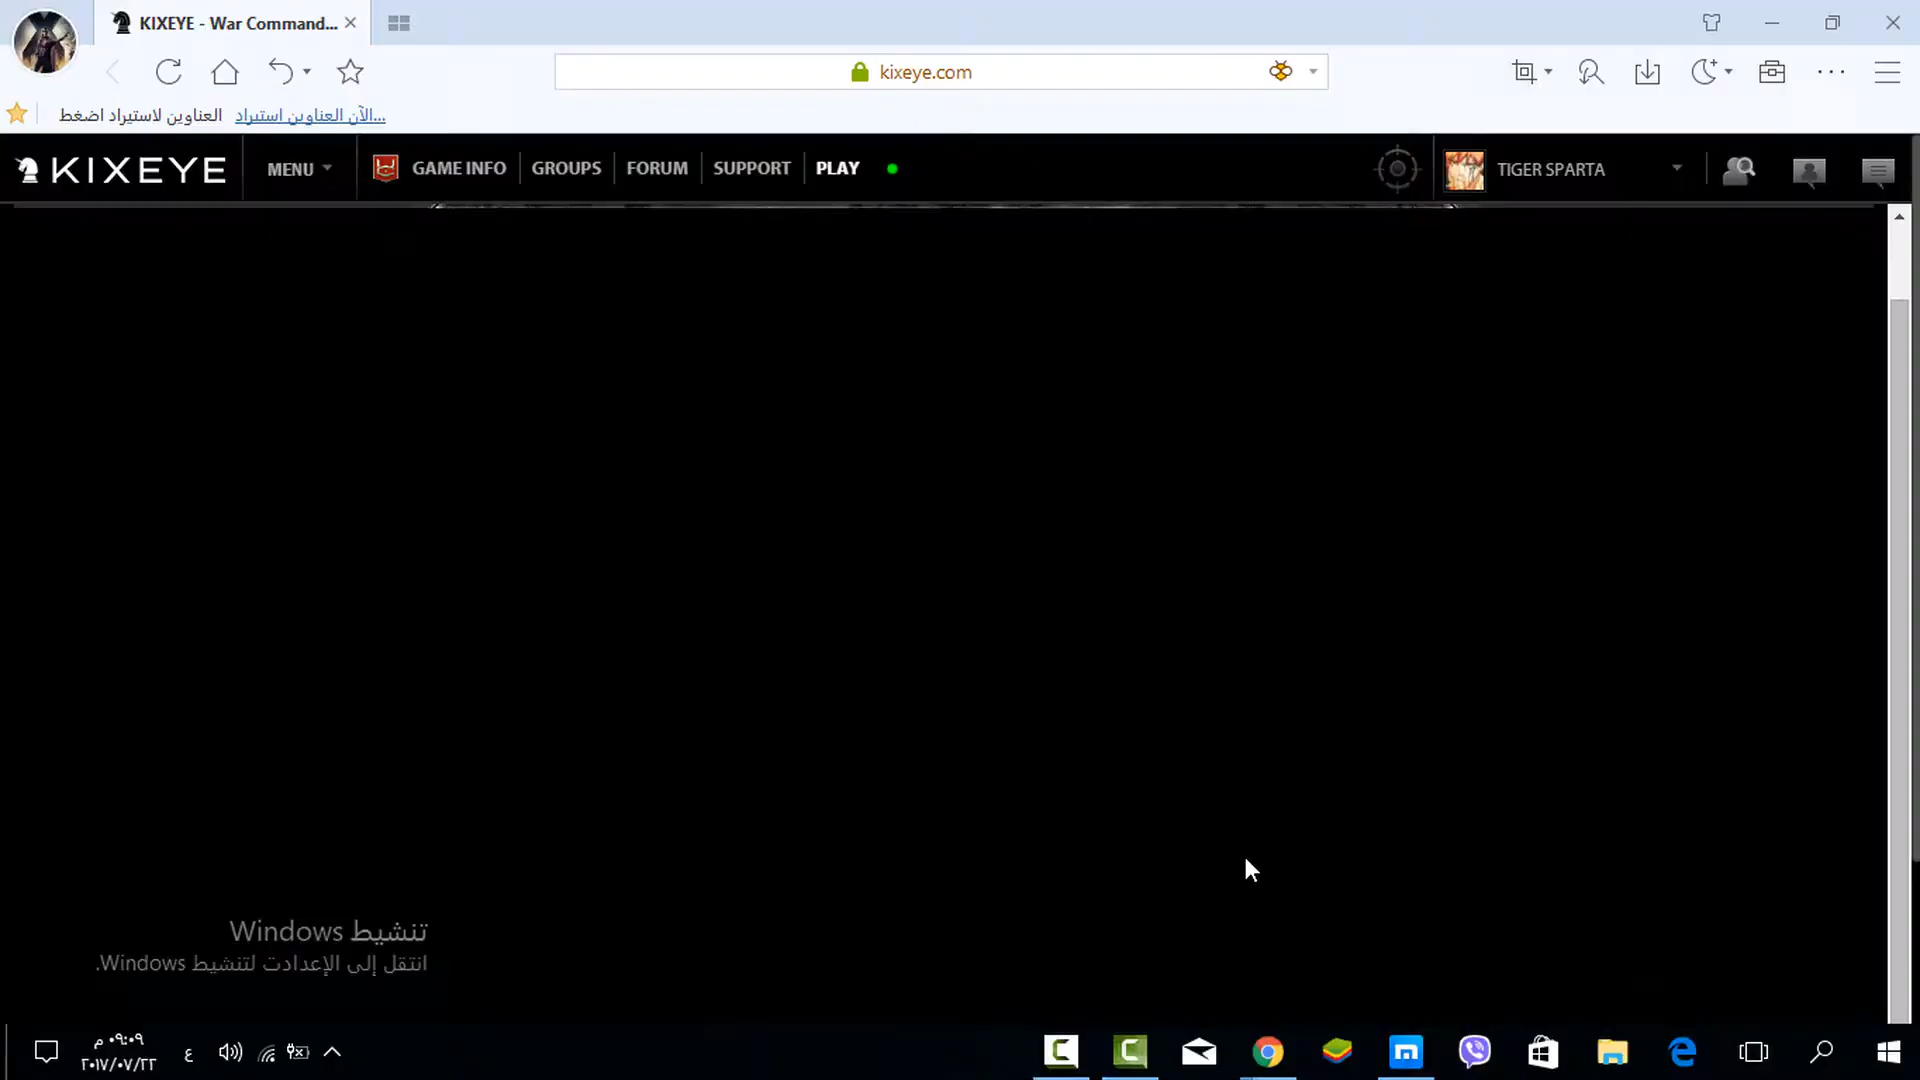 KIXEYE - War Command...
kixeye.com
العناوين لاستيراد اضغط الآن العناوين استيراد...
KIXEYE MENU GAME INFO GROUPS FORUM SUPPORT PLAY TIGER SPARTA
تنشيط Windows
انتقل إلى الإعدادت لتنشيط Windows.
٠٩:٠٩ م
ع
٢٠١٧/٠٧/٢٢